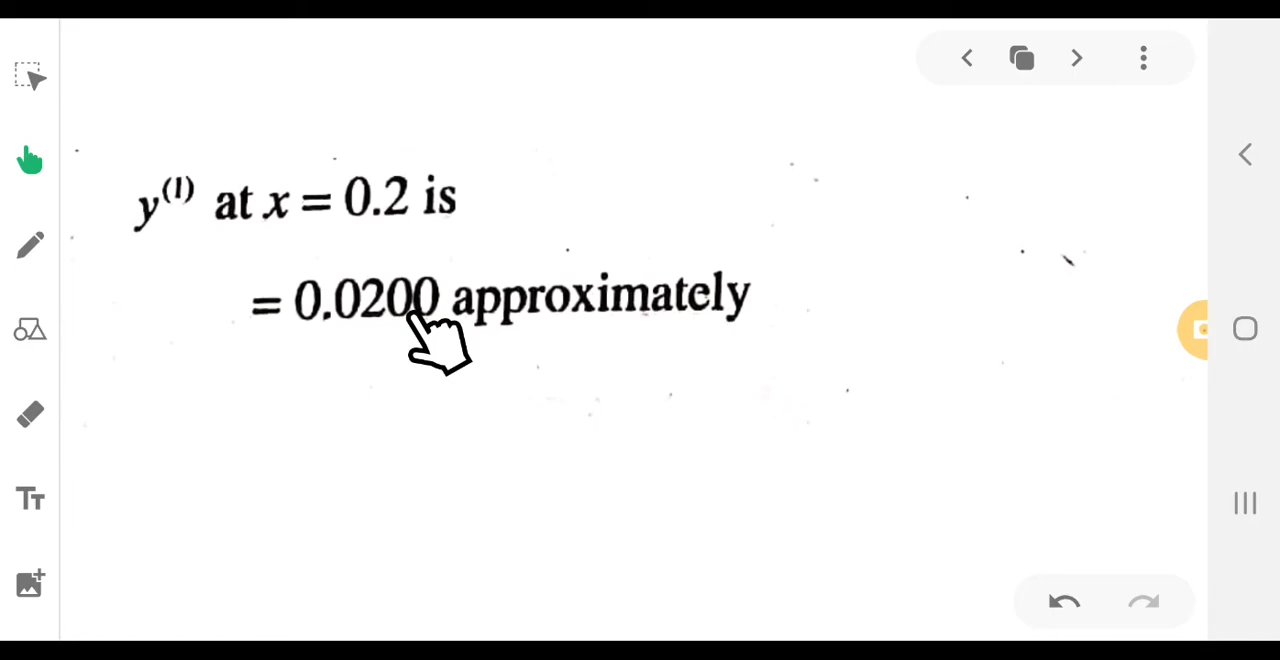 y⁽¹⁾ at x = 0.2 is
= 0.0200 approximately